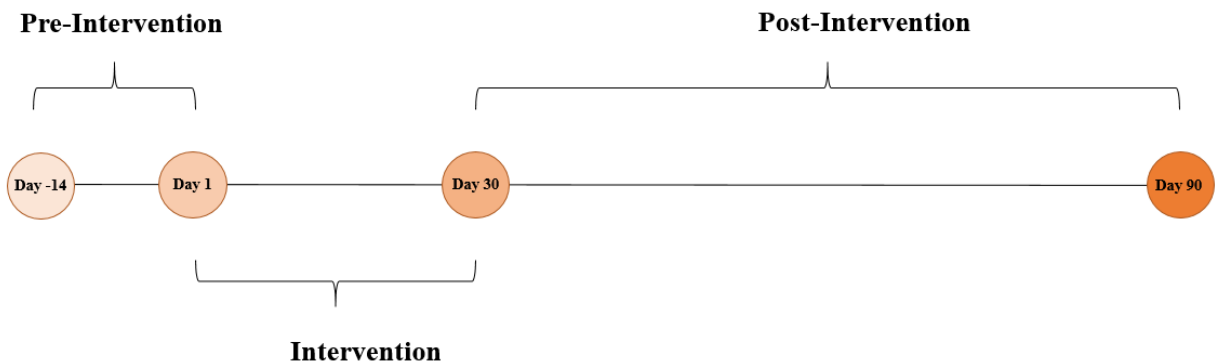 Pre-Intervention
Post-Intervention
Day -14
Day 1
Day 30
Day 90
Intervention